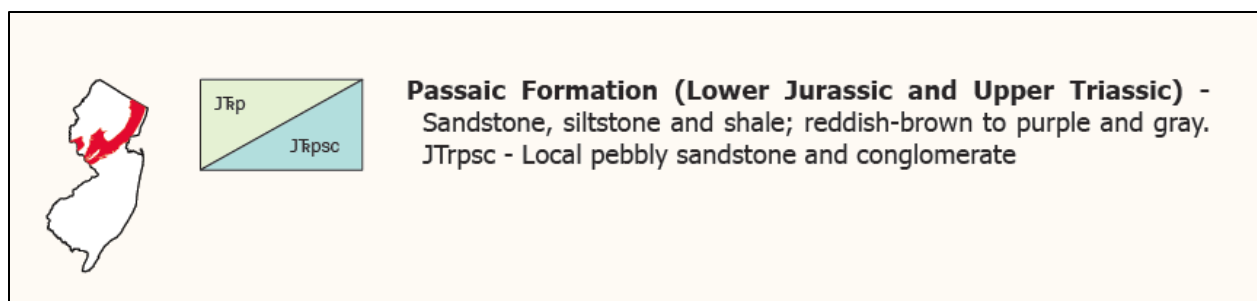 JTRp
JTRpsc
Passaic Formation (Lower Jurassic and Upper Triassic) -
Sandstone, siltstone and shale; reddish-brown to purple and gray.
JTrpsc - Local pebbly sandstone and conglomerate